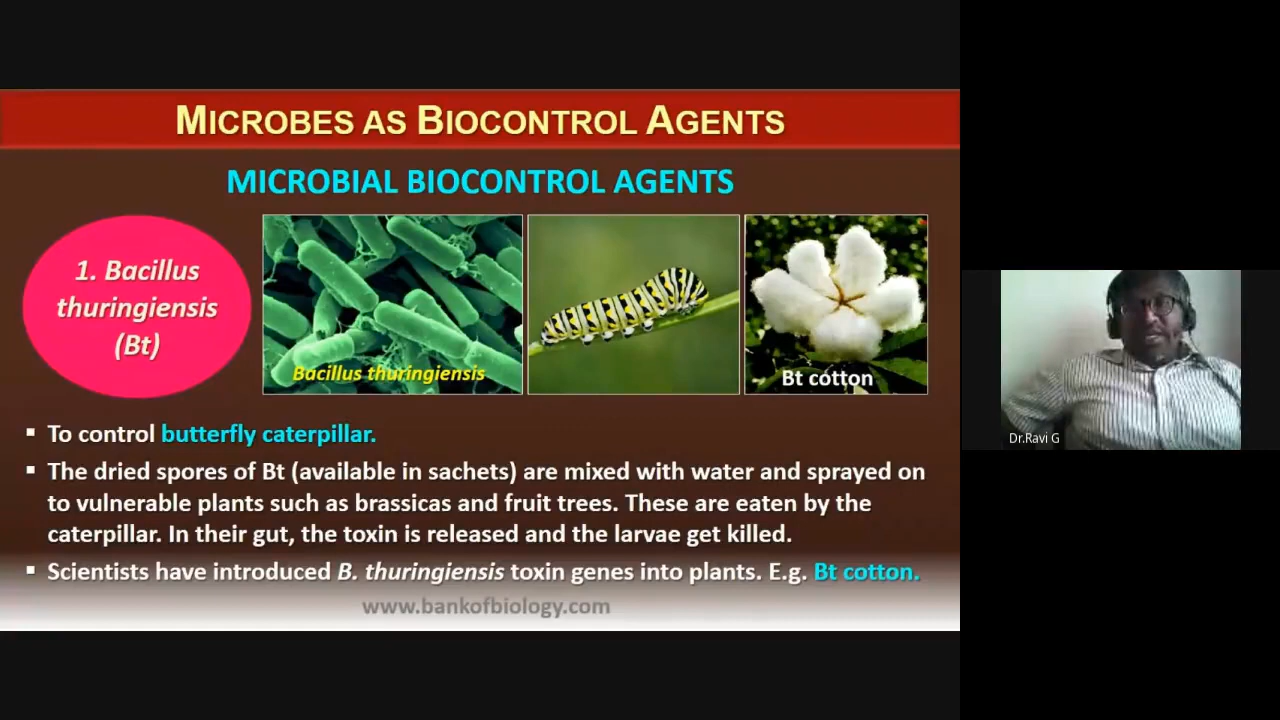 MICROBES AS BIOCONTROL AGENTS
MICROBIAL BIOCONTROL AGENTS
1. Bacillus
thuringiensis
(Bt)
Bacillus thuringiensis
Bt cotton
▪ To control butterfly caterpillar.
▪ The dried spores of Bt (available in sachets) are mixed with water and sprayed on
to vulnerable plants such as brassicas and fruit trees. These are eaten by the
caterpillar. In their gut, the toxin is released and the larvae get killed.
▪ Scientists have introduced B. thuringiensis toxin genes into plants. E.g. Bt cotton.
www.bankofbiology.com
Dr.Ravi G